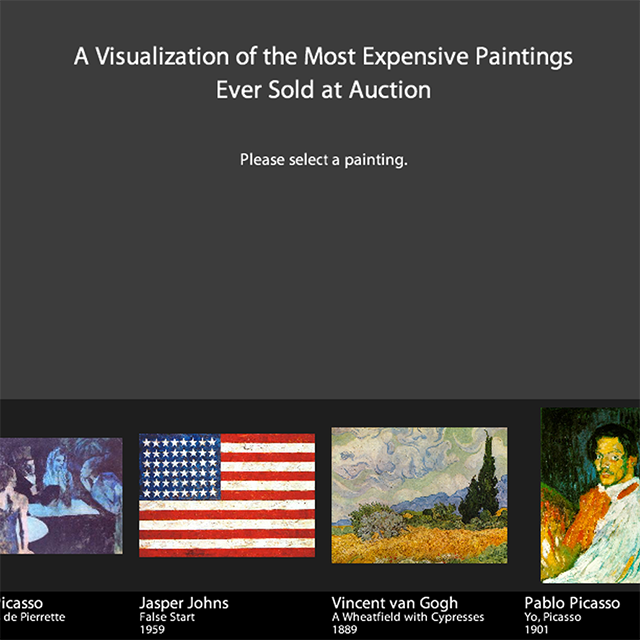 A Visualization of the Most Expensive Paintings
Ever Sold at Auction
Please select a painting.
icasso
de Pierrette
Jasper Johns
False Start
1959
Vincent van Gogh
A Wheatfield with Cypresses
1889
Pablo Picasso
Yo, Picasso
1901